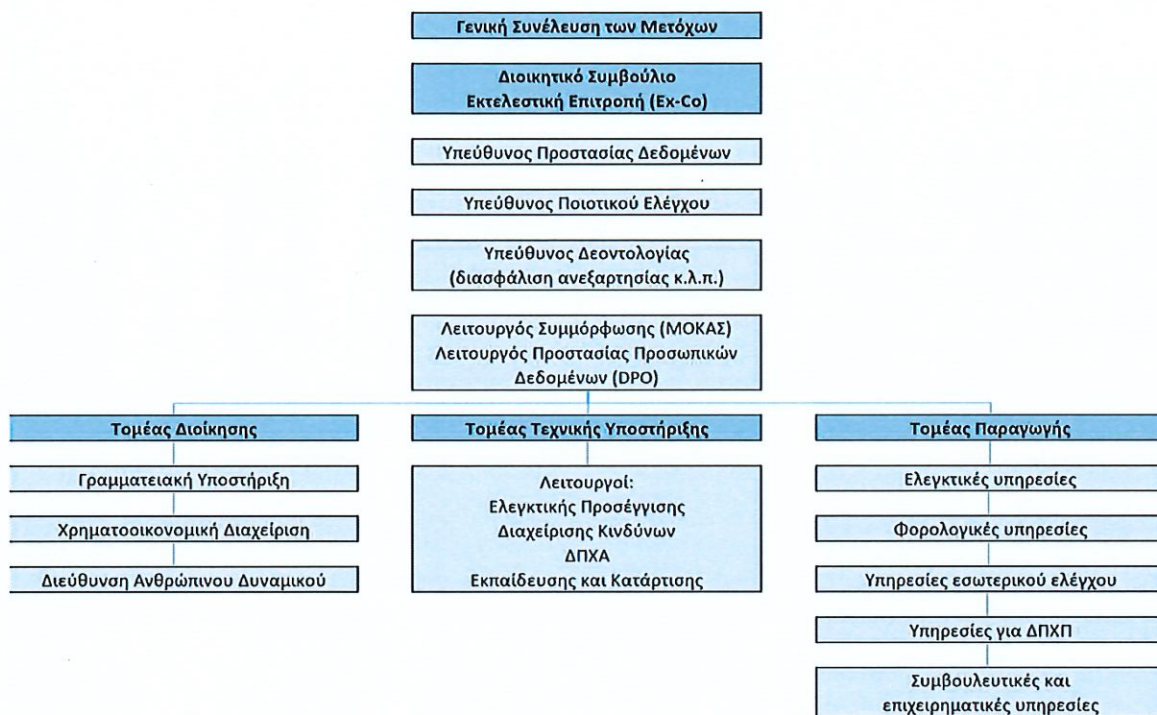 Γενική Συνέλευση των Μετόχων
Διοικητικό Συμβούλιο
Εκτελεστική Επιτροπή (Ex-Co)
Υπεύθυνος Προστασίας Δεδομένων
Υπεύθυνος Ποιοτικού Ελέγχου
Υπεύθυνος Δεοντολογίας
(διασφάλιση ανεξαρτησίας κ.λ.π.)
Λειτουργός Συμμόρφωσης (ΜΟΚΑΣ)
Λειτουργός Προστασίας Προσωπικών
Δεδομένων (DPO)
Τομέας Διοίκησης
Γραμματειακή Υποστήριξη
Χρηματοοικονομική Διαχείριση
Διεύθυνση Ανθρώπινου Δυναμικού
Τομέας Τεχνικής Υποστήριξης
Λειτουργοί:
Ελεγκτικής Προσέγγισης
Διαχείρισης Κινδύνων
ΔΠΧΑ
Εκπαίδευσης και Κατάρτισης
Τομέας Παραγωγής
Ελεγκτικές υπηρεσίες
Φορολογικές υπηρεσίες
Υπηρεσίες εσωτερικού ελέγχου
Υπηρεσίες για ΔΠΧΠ
Συμβουλευτικές και
επιχειρηματικές υπηρεσίες